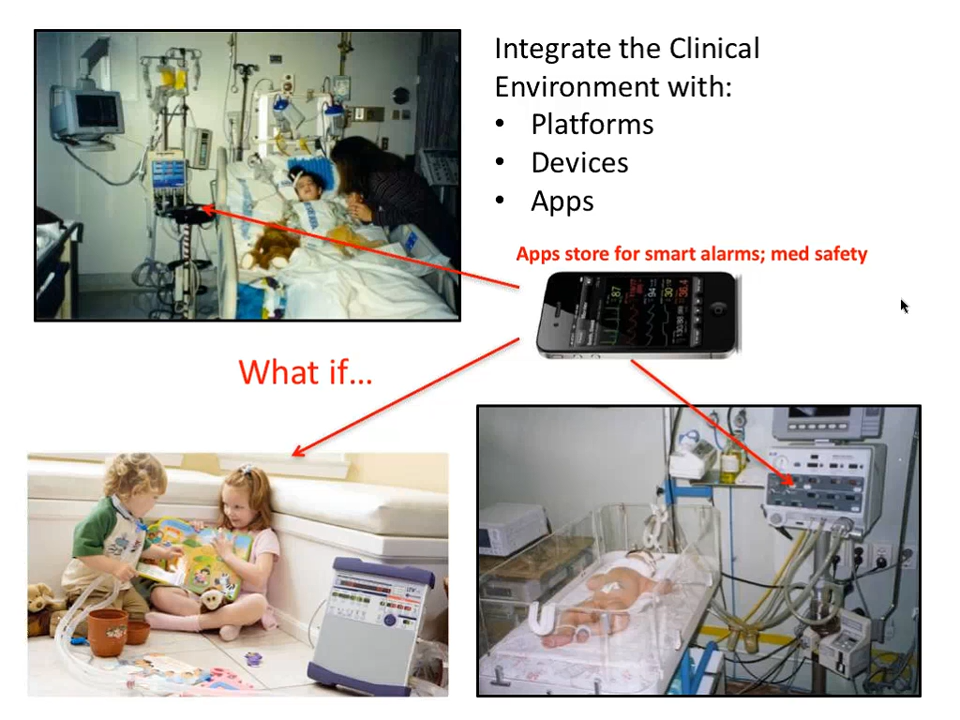 Integrate the Clinical
Environment with:
• Platforms
• Devices
• Apps
Apps store for smart alarms; med safety
What if...